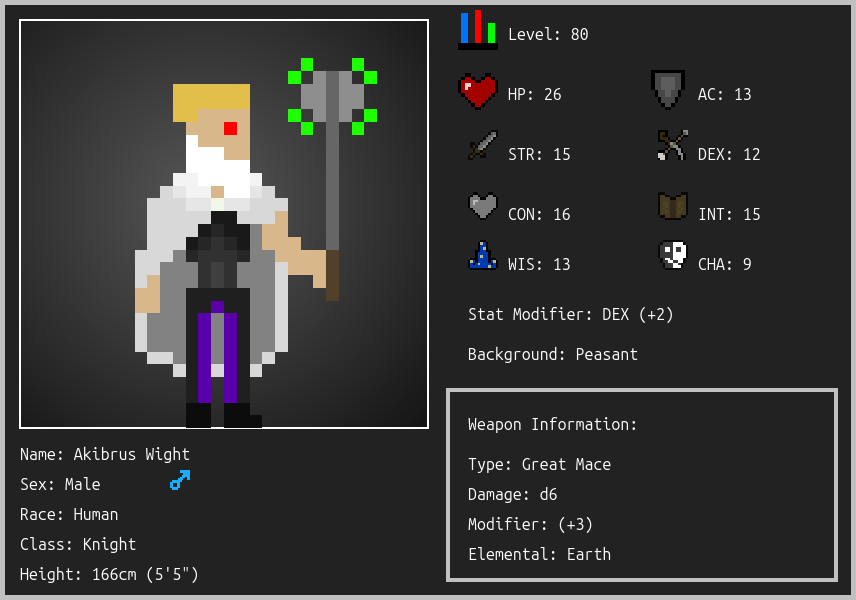 Level: 80
HP: 26
AC: 13
STR: 15
DEX: 12
CON: 16
INT: 15
WIS: 13
CHA: 9
Stat Modifier: DEX (+2)
Background: Peasant
Weapon Information:
Type: Great Mace
Damage: d6
Modifier: (+3)
Elemental: Earth
Name: Akibrus Wight
Sex: Male
Race: Human
Class: Knight
Height: 166cm (5'5")